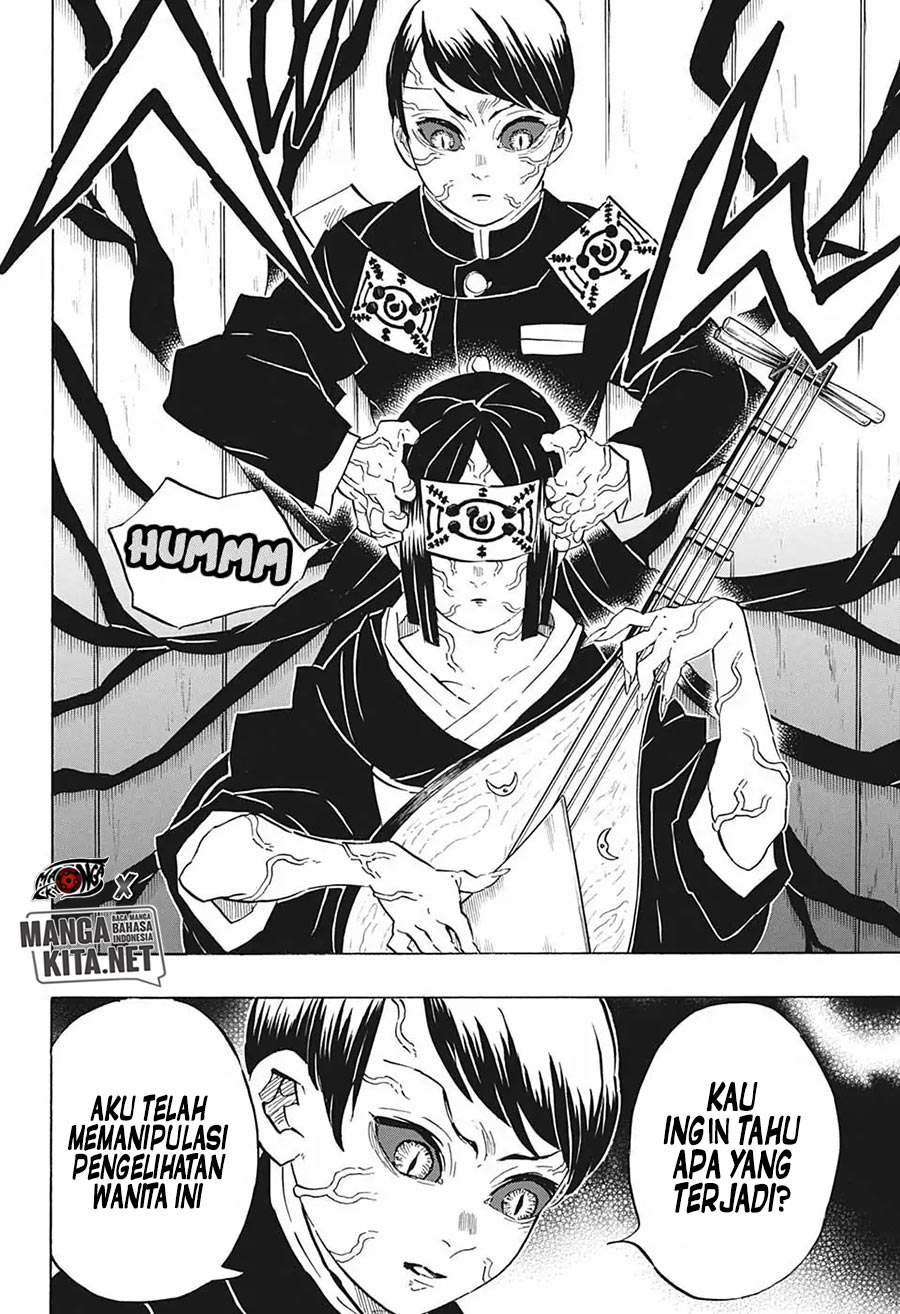 HUMMM
MANGA
KITA.NET
BACA MANGA
BAHASA
INDONESIA
X
KAU
INGIN TAHU
APA YANG
TERJADI?
AKU TELAH
MEMANIPULASI
PENGELIHATAN
WANITA INI